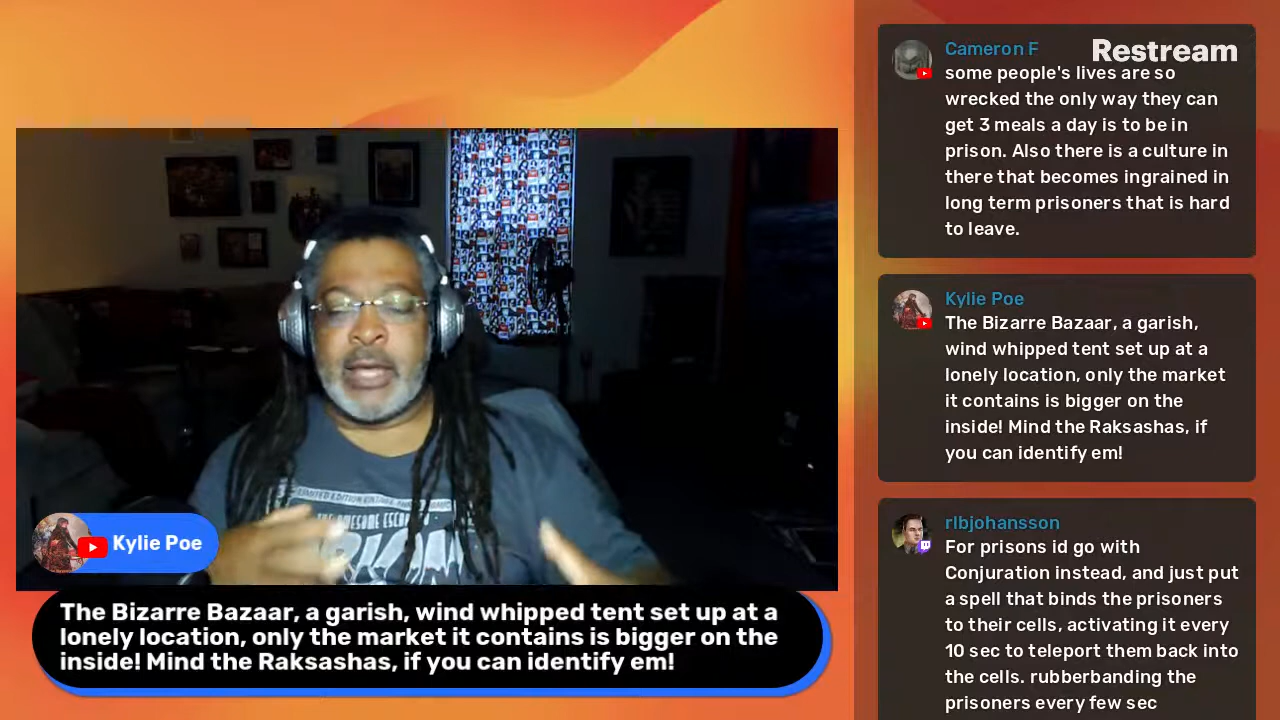 Restream
Cameron F
some people's lives are so
wrecked the only way they can
get 3 meals a day is to be in
prison. Also there is a culture in
there that becomes ingrained in
long term prisoners that is hard
to leave.
Kylie Poe
The Bizarre Bazaar, a garish,
wind whipped tent set up at a
lonely location, only the market
it contains is bigger on the
inside! Mind the Raksashas, if
you can identify em!
rlbjohansson
For prisons id go with
Conjuration instead, and just put
a spell that binds the prisoners
to their cells, activating it every
10 sec to teleport them back into
the cells. rubberbanding the
prisoners every few sec
LIMITED EDITION
THE AWESOME
Kylie Poe
The Bizarre Bazaar, a garish, wind whipped tent set up at a
lonely location, only the market it contains is bigger on the
inside! Mind the Raksashas, if you can identify em!